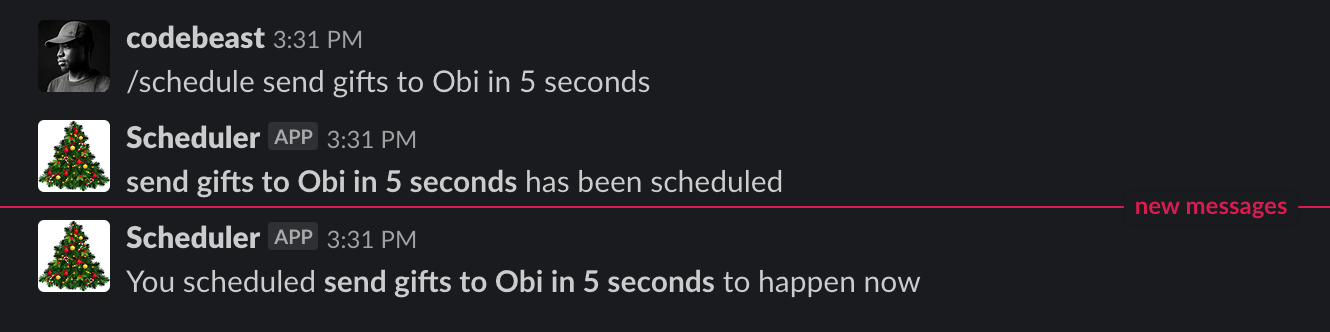 codebeast 3:31 PM
/schedule send gifts to Obi in 5 seconds
Scheduler APP 3:31 PM
send gifts to Obi in 5 seconds has been scheduled
new messages
Scheduler APP 3:31 PM
You scheduled send gifts to Obi in 5 seconds to happen now